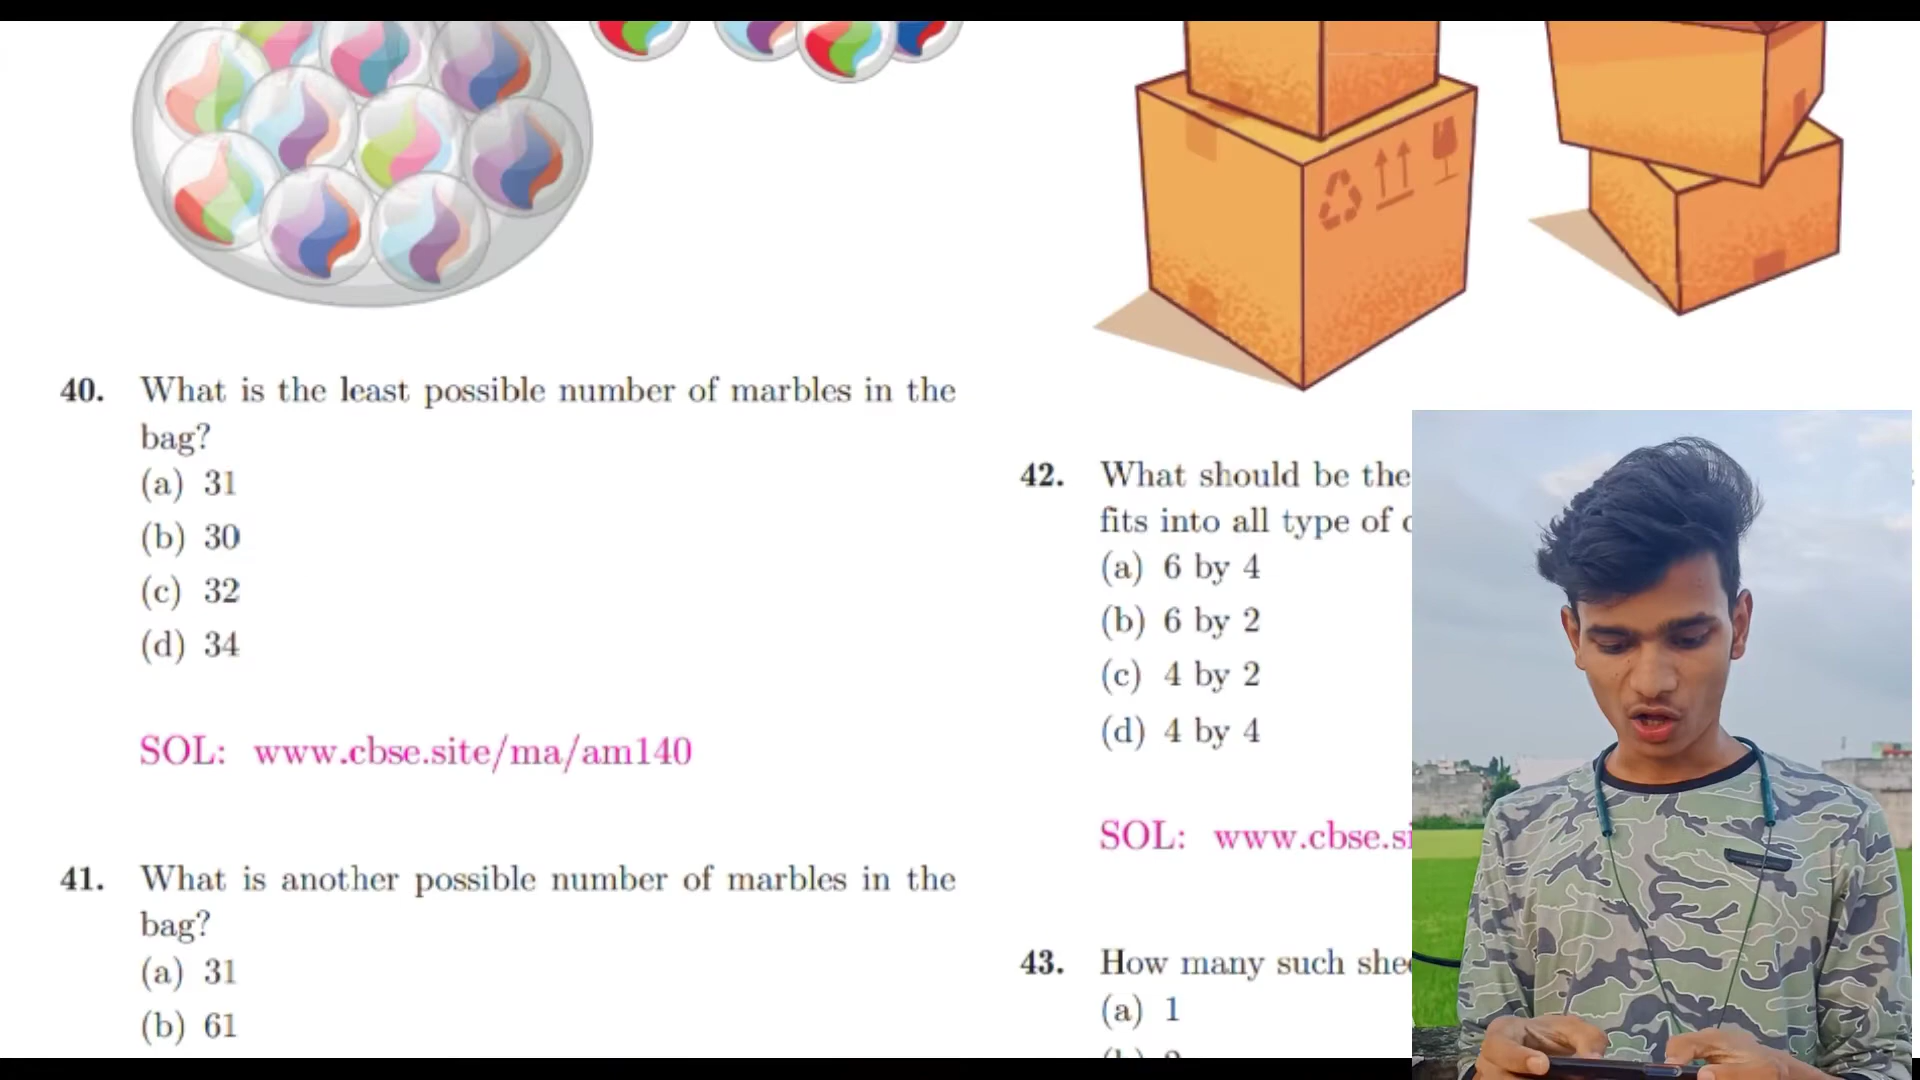 40. What is the least possible number of marbles in the
bag?
(a) 31
(b) 30
(c) 32
(d) 34
SOL: www.cbse.site/ma/am140
41. What is another possible number of marbles in the
bag?
(a) 31
(b) 61
42. What should be the
fits into all type of
(a) 6 by 4
(b) 6 by 2
(c) 4 by 2
(d) 4 by 4
SOL: www.cbse.si
43. How many such
(a) 1